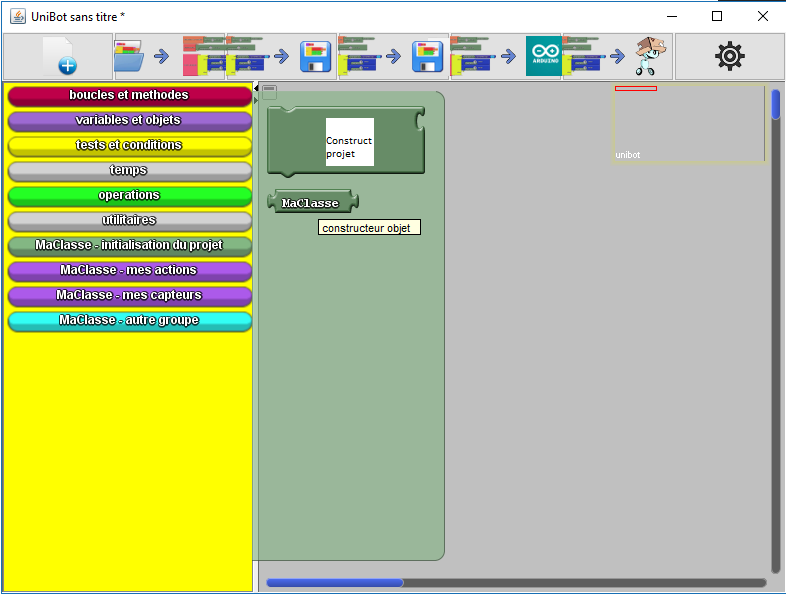 UniBot sans titre *
ARDUINO
boucles et methodes
variables et objets
tests et conditions
temps
operations
utilitaires
MaClasse - initialisation du projet
MaClasse - mes actions
MaClasse - mes capteurs
MaClasse - autre groupe
Construct
projet
MaClasse
constructeur objet
unibot